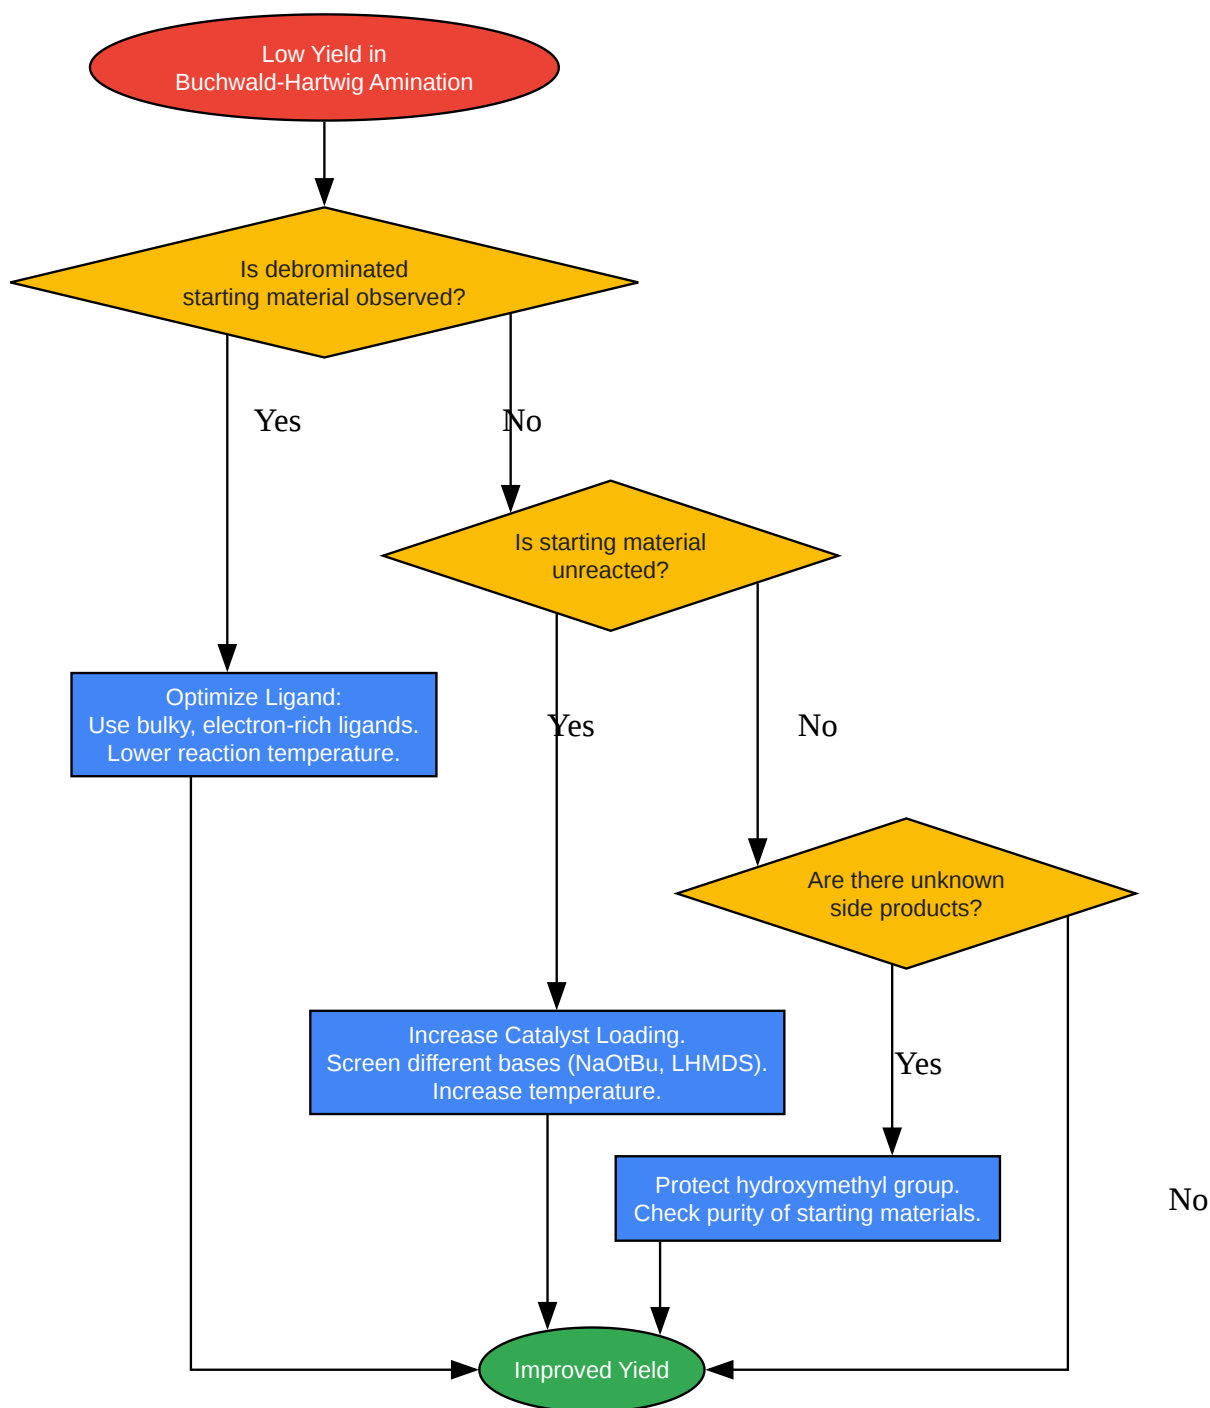 Low Yield in
Buchwald-Hartwig Amination
Is debrominated
starting material observed?
Yes
No
Is starting material
unreacted?
Optimize Ligand:
Use bulky, electron-rich ligands.
Lower reaction temperature.
Yes
No
Are there unknown
side products?
Increase Catalyst Loading.
Screen different bases (NaOtBu, LHMDS).
Increase temperature.
Yes
Protect hydroxymethyl group.
Check purity of starting materials.
No
Improved Yield